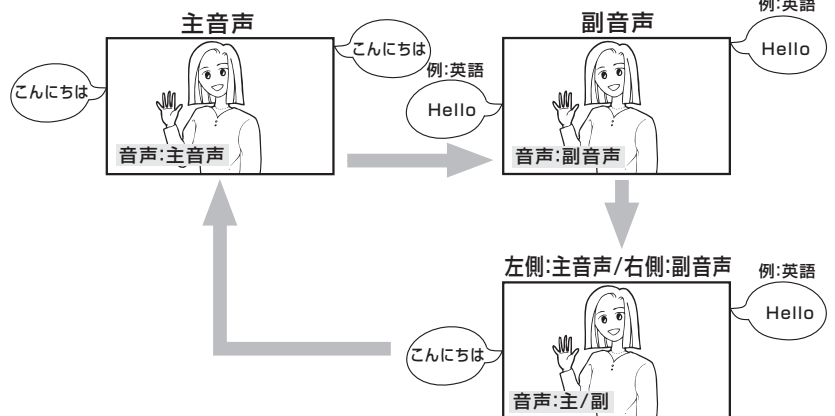 主音声
こんにちは
こんにちは
音声:主音声
副音声
例:英語
Hello
例:英語
Hello
音声:副音声
左側:主音声/右側:副音声
例:英語
こんにちは
Hello
音声:主/副